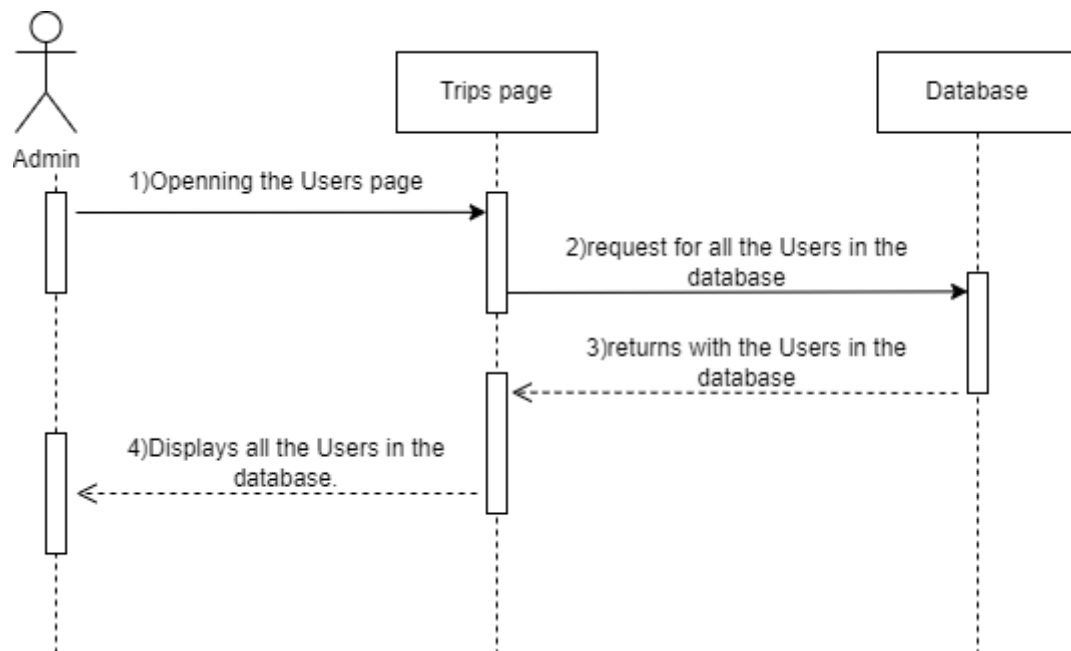 Trips page
Database
Admin
1)Openning the Users page
2)request for all the Users in the
database
3)returns with the Users in the
database
4)Displays all the Users in the
database.